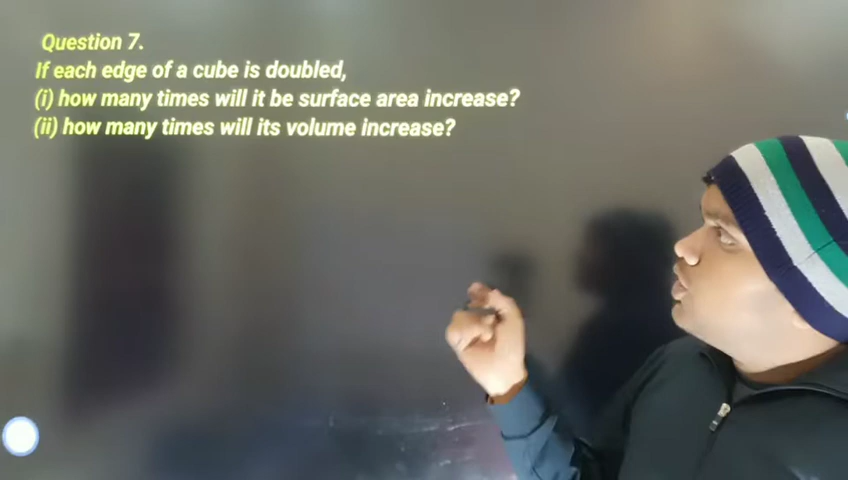 Question 7.
If each edge of a cube is doubled,
(i) how many times will it be surface area increase?
(ii) how many times will its volume increase?